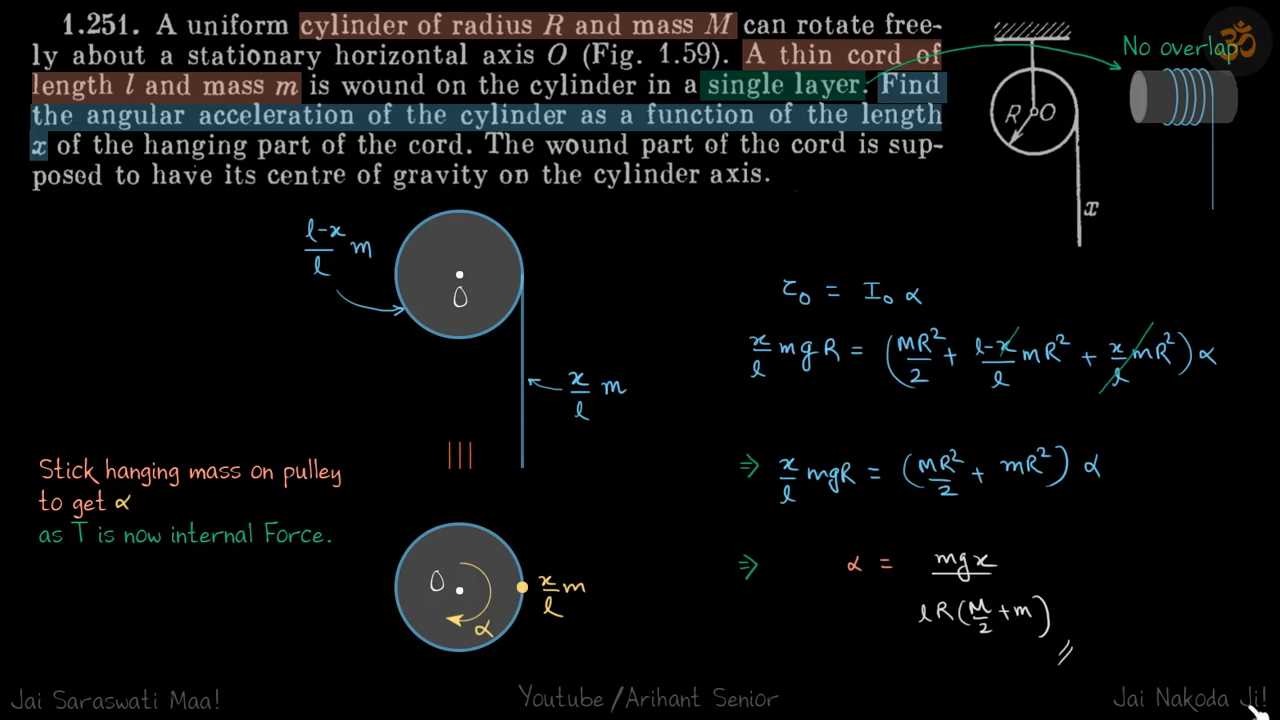 1.251. A uniform cylinder of radius R and mass M can rotate free-
ly about a stationary horizontal axis O (Fig. 1.59). A thin cord of
length l and mass m is wound on the cylinder in a single layer. Find
the angular acceleration of the cylinder as a function of the length
x of the hanging part of the cord. The wound part of the cord is sup-
posed to have its centre of gravity on the cylinder axis.
No overlap
ॐ
R O
x
(l-x)/l m
O
x/l m
τ₀ = I₀ α
x/l mgR = (MR²/2 + (l-x)/l mR² + x/l mR²) α
⇒ x/l mgR = (MR²/2 + mR²) α
⇒ α = mgx / lR(M/2 + m)
Stick hanging mass on pulley
to get α
as T is now internal Force.
|||
O
α
x/l m
Jai Saraswati Maa!
Youtube /Arihant Senior
Jai Nakoda Ji!